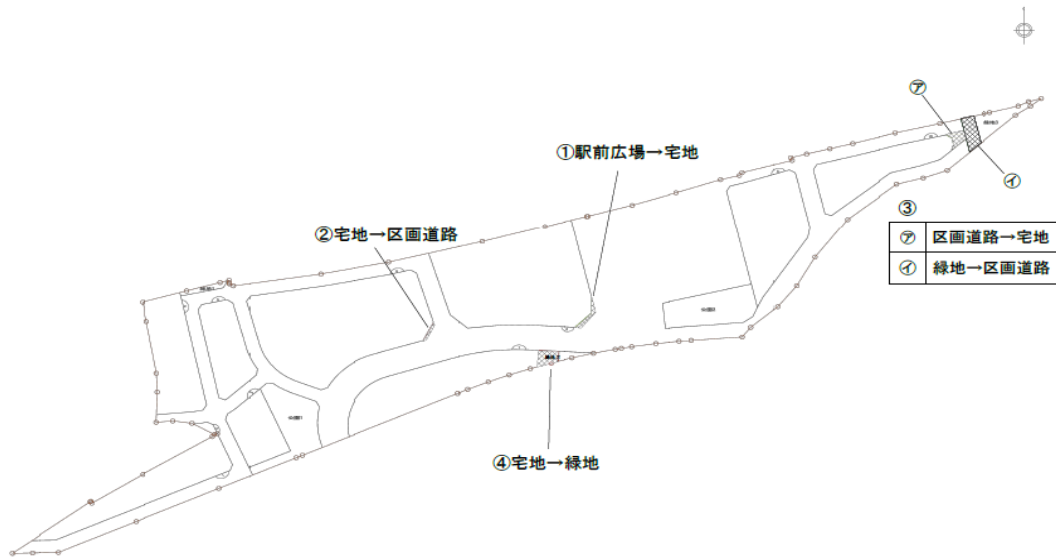 ㋐
①駅前広場→宅地
㋑
②宅地→区画道路
③
㋐ 区画道路→宅地
㋑ 緑地→区画道路
④宅地→緑地